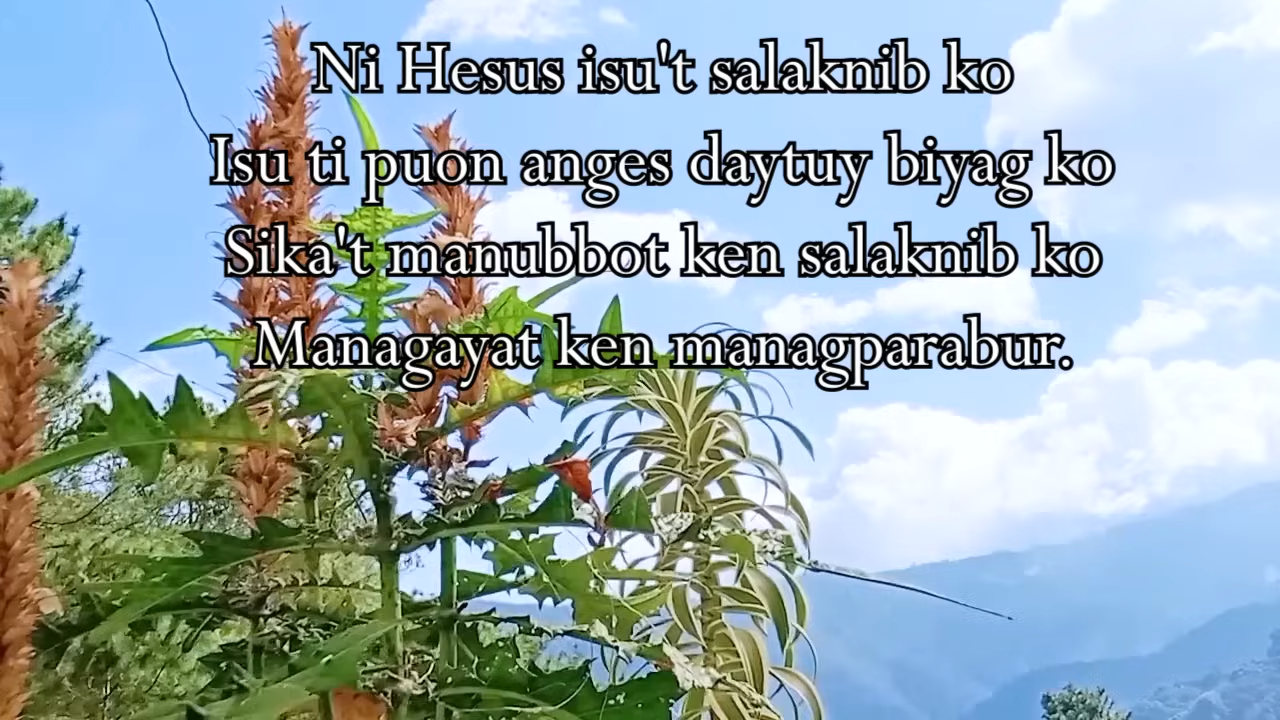 Ni Hesus isu't salaknib ko
Isu ti puon anges daytuy biyag ko
Sika't manubbot ken salaknib ko
Managayat ken managparabur.